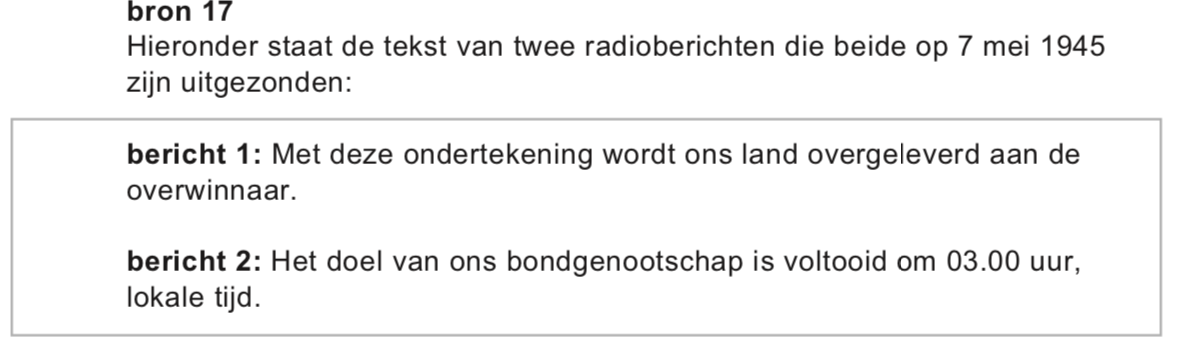 bron 17
Hieronder staat de tekst van twee radioberichten die beide op 7 mei 1945
zijn uitgezonden:
bericht 1: Met deze ondertekening wordt ons land overgeleverd aan de
overwinnaar.
bericht 2: Het doel van ons bondgenootschap is voltooid om 03.00 uur,
lokale tijd.